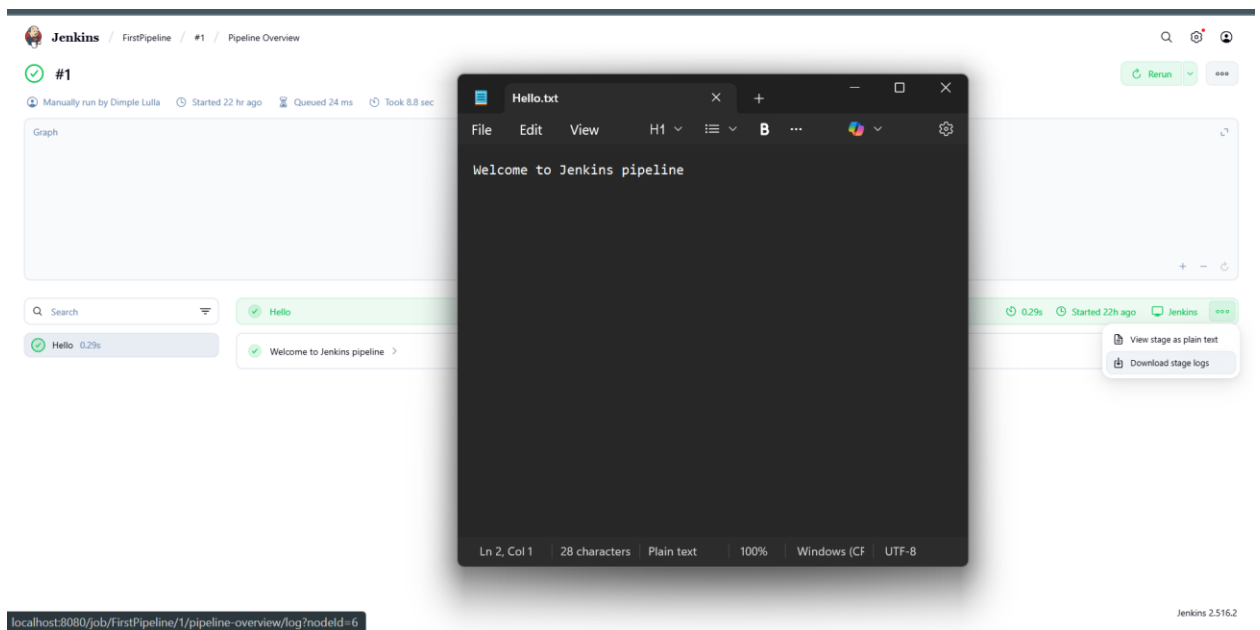 Jenkins / FirstPipeline / #1 / Pipeline Overview
#1
Rerun
Manually run by Dimple Lulla Started 22 hr ago Queued 24 ms Took 8.8 sec
Graph
Hello.txt
File Edit View H1 B
Welcome to Jenkins pipeline
Ln 2, Col 1 28 characters Plain text 100% Windows (CF UTF-8
Search
Hello 0.29s
Hello
0.29s Started 22h ago Jenkins
Welcome to Jenkins pipeline
View stage as plain text
Download stage logs
localhost:8080/job/FirstPipeline/1/pipeline-overview/log?nodeId=6
Jenkins 2.516.2